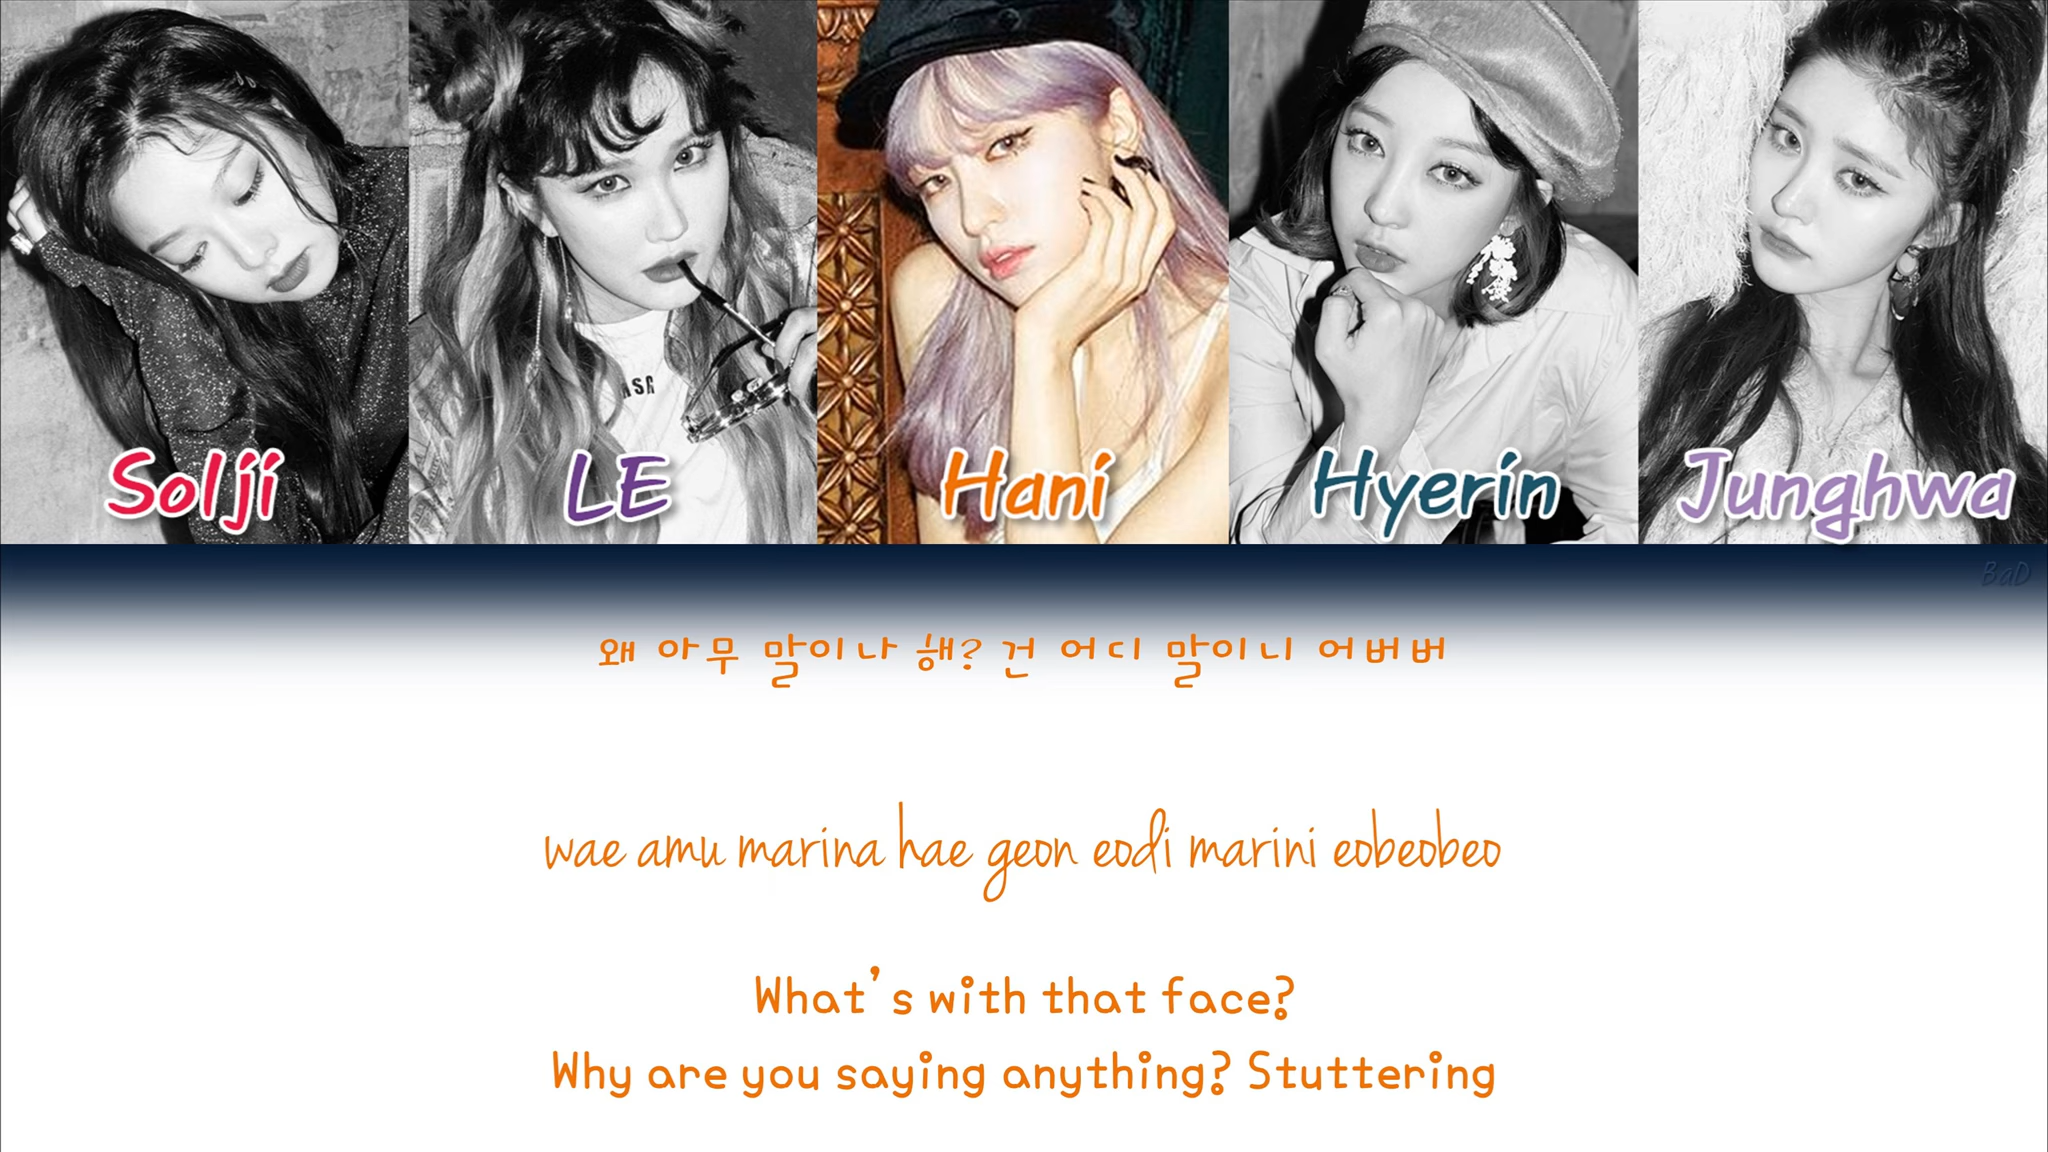 ASR
Solji
LE
Hani
Hyerin
Junghwa
BaD
왜 아무 말이나 해? 건 어디 말이니 어버버
wae amu marina hae geon eodi marini eobeobeo
What's with that face?
Why are you saying anything? Stuttering